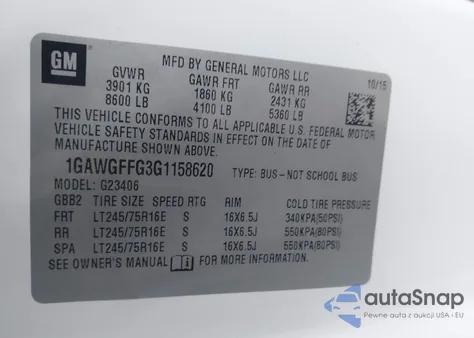 GM
MFD BY GENERAL MOTORS LLC
10/15
GVWR GAWR FRT GAWR RR
3901 KG 1860 KG 2431 KG
8600 LB 4100 LB 5360 LB
THIS VEHICLE CONFORMS TO ALL APPLICABLE U.S. FEDERAL MOTOR
VEHICLE SAFETY STANDARDS IN EFFECT ON THE DATE OF
MANUFACTURE SHOWN ABOVE.
1GAWGFFG3G1158620 TYPE: BUS–NOT SCHOOL BUS
MODEL: G23406
GBB2 TIRE SIZE SPEED RTG RIM COLD TIRE PRESSURE
FRT LT245/75R16E S 16X6.5J 340KPA(50PSI)
RR LT245/75R16E S 16X6.5J 550KPA(80PSI)
SPA LT245/75R16E S 16X6.5J 550KPA(80PSI)
SEE OWNER'S MANUAL FOR MORE INFORMATION.
autoSnap
Pewne auta z aukcji USA i EU